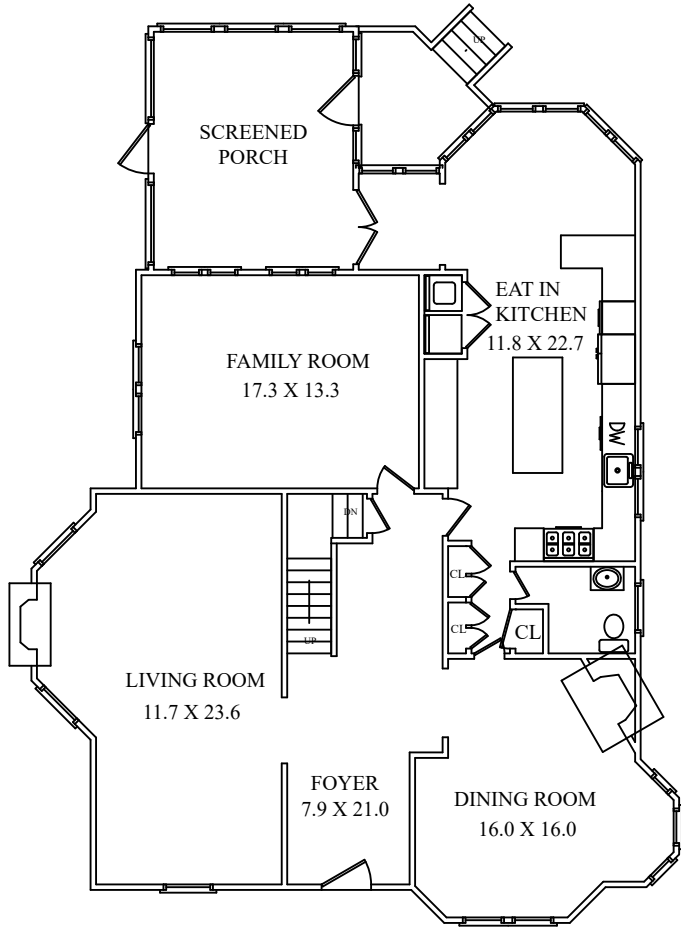 UP
SCREENED
PORCH
EAT IN
KITCHEN
11.8 X 22.7
FAMILY ROOM
17.3 X 13.3
DW
DN
CL
CL
CL
UP
LIVING ROOM
11.7 X 23.6
FOYER
7.9 X 21.0
DINING ROOM
16.0 X 16.0